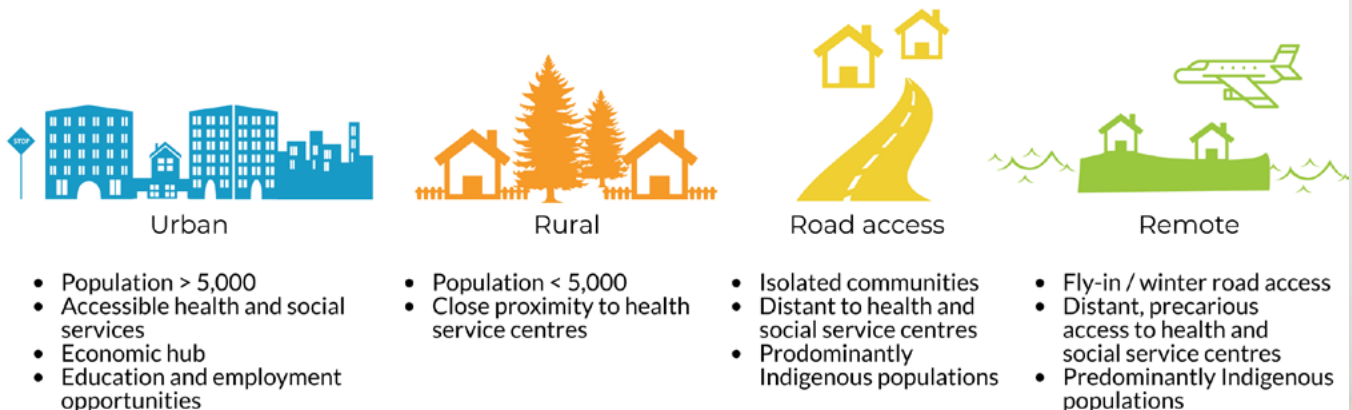 STOP
Urban
• Population > 5,000
• Accessible health and social
services
• Economic hub
• Education and employment
opportunities
Rural
• Population < 5,000
• Close proximity to health
service centres
Road access
• Isolated communities
• Distant to health and
social service centres
• Prodominantly
Indigenous populations
Remote
• Fly-in / winter road access
• Distant, precarious
access to health and
social service centres
• Predominantly Indigenous
populations